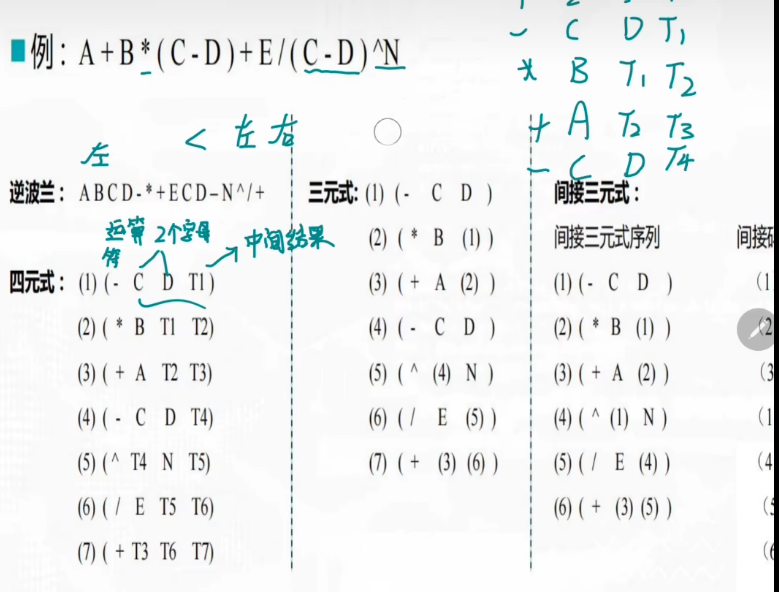 ■例：A+B*(C-D)+E/(C-D)^N
- C D T1
* B T1 T2
+ A T2 T3
- C D T4
左 < 左右
逆波兰：ABCD-*+ECD–N^/+
运算符 2个字母 中间结果
四元式：(1) (- C D T1)
(2) ( * B T1 T2)
(3) ( + A T2 T3)
(4) ( - C D T4)
(5) (^ T4 N T5)
(6) ( / E T5 T6)
(7) ( + T3 T6 T7)
三元式: (1) (- C D )
(2) ( * B (1) )
(3) ( + A (2) )
(4) ( - C D )
(5) ( ^ (4) N )
(6) ( / E (5) )
(7) ( + (3) (6) )
间接三元式：
间接三元式序列
(1) (- C D )
(2) ( * B (1) )
(3) ( + A (2) )
(4) ( ^ (1) N )
(5) ( / E (4) )
(6) ( + (3) (5) )
间接
(1
(2
(3
(1
(4
(5
(6